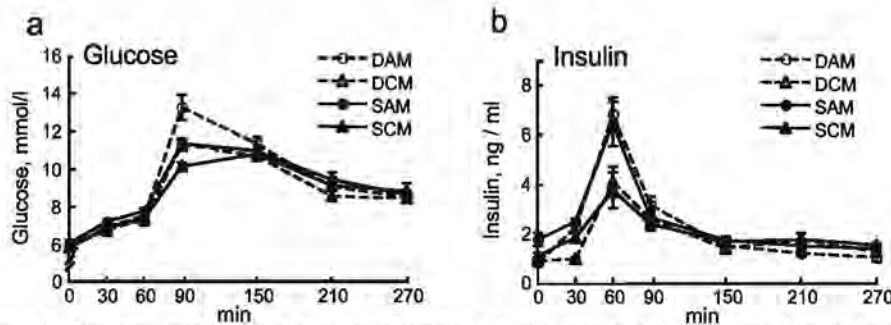 a
Glucose
DAM
DCM
SAM
SCM
Glucose, mmol/l
16
14
12
10
8
6
0
0 30 60 90 150 210 270
min
b
Insulin
DAM
DCM
SAM
SCM
Insulin, ng / ml
8
6
4
2
0
0 30 60 90 150 210 270
min